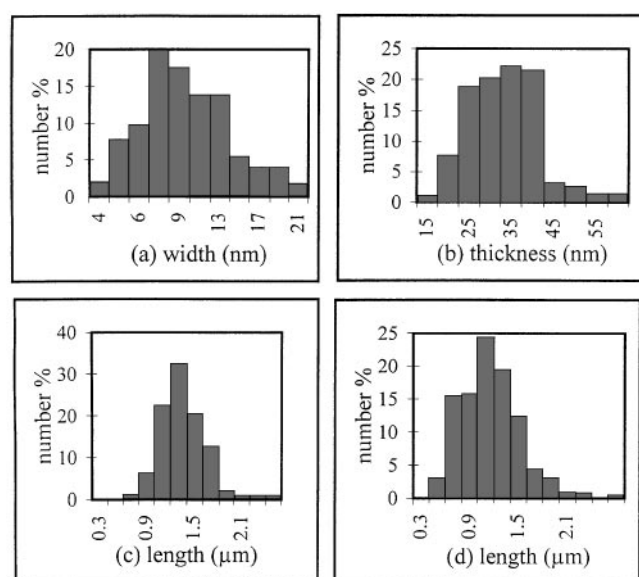 20
15
10
5
0
number %
4 6 9 13 17 21
(a) width (nm)
25
20
15
10
5
0
number %
15 25 35 45 55
(b) thickness (nm)
40
30
20
10
0
number %
0.3 0.9 1.5 2.1
(c) length (µm)
25
20
15
10
5
0
number %
0.3 0.9 1.5 2.1
(d) length (µm)